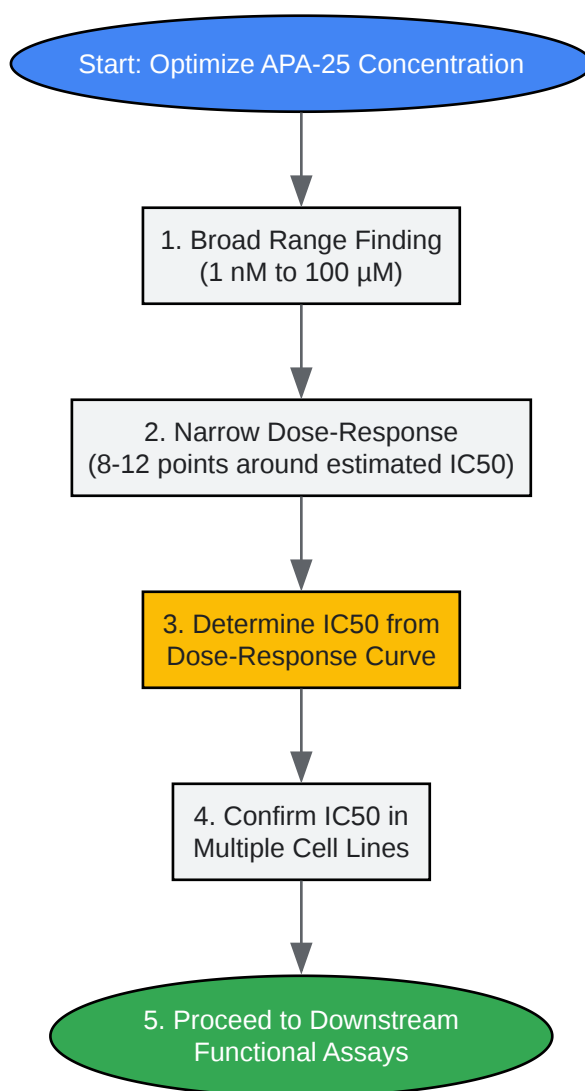 Start: Optimize APA-25 Concentration
1. Broad Range Finding
(1 nM to 100 µM)
2. Narrow Dose-Response
(8-12 points around estimated IC50)
3. Determine IC50 from
Dose-Response Curve
4. Confirm IC50 in
Multiple Cell Lines
5. Proceed to Downstream
Functional Assays